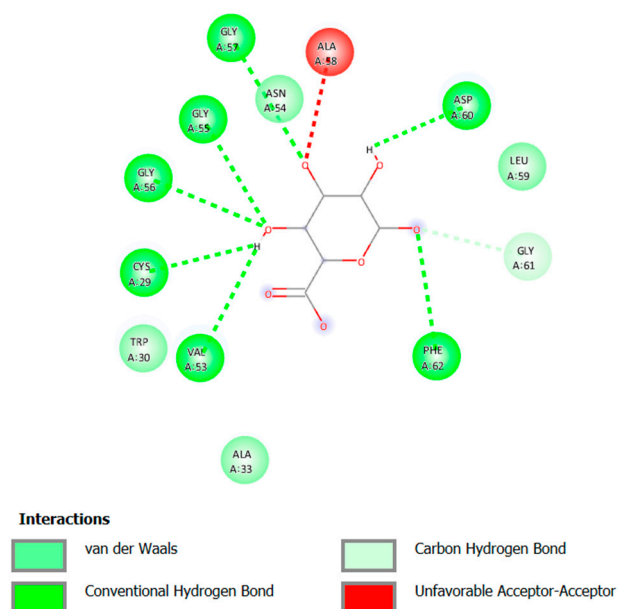 GLY
A:57
ALA
A:58
ASN
A:54
ASP
A:60
GLY
A:55
H
O
O
LEU
A:59
GLY
A:56
O
H
O
GLY
A:61
O
CYS
A:29
O
O
TRP
A:30
VAL
A:53
PHE
A:62
ALA
A:33
Interactions
van der Waals
Carbon Hydrogen Bond
Conventional Hydrogen Bond
Unfavorable Acceptor-Acceptor